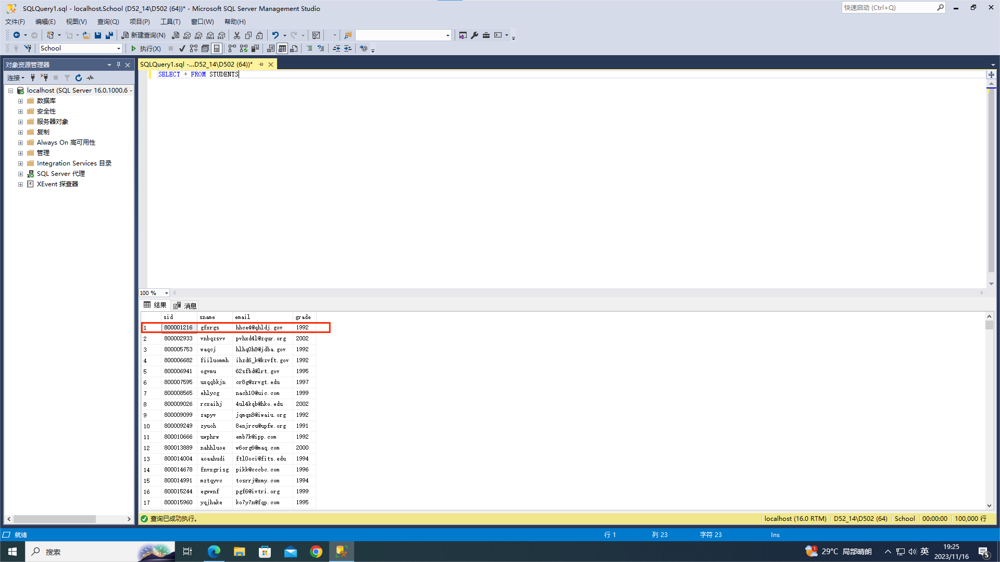 SQLQuery1.sql - localhost.School (D52_14\D502 (64))* - Microsoft SQL Server Management Studio
快速启动 (Ctrl+Q)
文件(F) 编辑(E) 视图(V) 查询(Q) 项目(P) 工具(T) 窗口(W) 帮助(H)
新建查询(N) MDX DMX XMLA DAX
School 执行(X)
对象资源管理器
SQLQuery1.sql -...D52_14\D502 (64))*
连接
SELECT * FROM STUDENTS
localhost (SQL Server 16.0.1000.6 -
数据库
安全性
服务器对象
复制
Always On 高可用性
管理
Integration Services 目录
SQL Server 代理
XEvent 探查器
100 %
结果 消息
sid sname email grade
1 800001216 gfxrgs hhce4@qhldj.gov 1992
2 800002933 vnbqzsvv pvhxd4l@zqur.org 2002
3 800005753 waqcj hlhq0h8@jdba.gov 1992
4 800006682 fiiluommh ihzd6_k@kzvft.gov 1992
5 800006941 ogvmu 62sfbd@lrt.gov 1995
6 800007595 uxqqbkjn cr8g@zrvgt.edu 1997
7 800008565 ehlycg nach10@uic.com 1999
8 800009026 rcxaihj 4ul4kqb@hko.edu 2002
9 800009099 zapyv jqmqn8@iwaiu.org 1992
10 800009249 zyuoh 8enjrcu@upfw.org 1991
11 800010666 uwphrw emb7k@ipp.com 1992
12 800013889 nahhluoe w6org6@maq.com 2000
13 800014004 aoaahudi ftl0oci@fits.edu 1994
14 800014678 fnvxgrisg pikk@cccbc.com 1996
15 800014991 mztqyvc tosrrj@xmy.com 1994
16 800015244 egwwnf pgf6@ivtri.org 1999
17 800015960 yqjhake ko7y7n@fqp.com 1995
查询已成功执行。 localhost (16.0 RTM) D52_14\D502 (64) School 00:00:00 100,000 行
就绪 行 1 列 23 字符 23 Ins
搜索 1 29°C 局部晴朗 英 19:25 5
2023/11/16